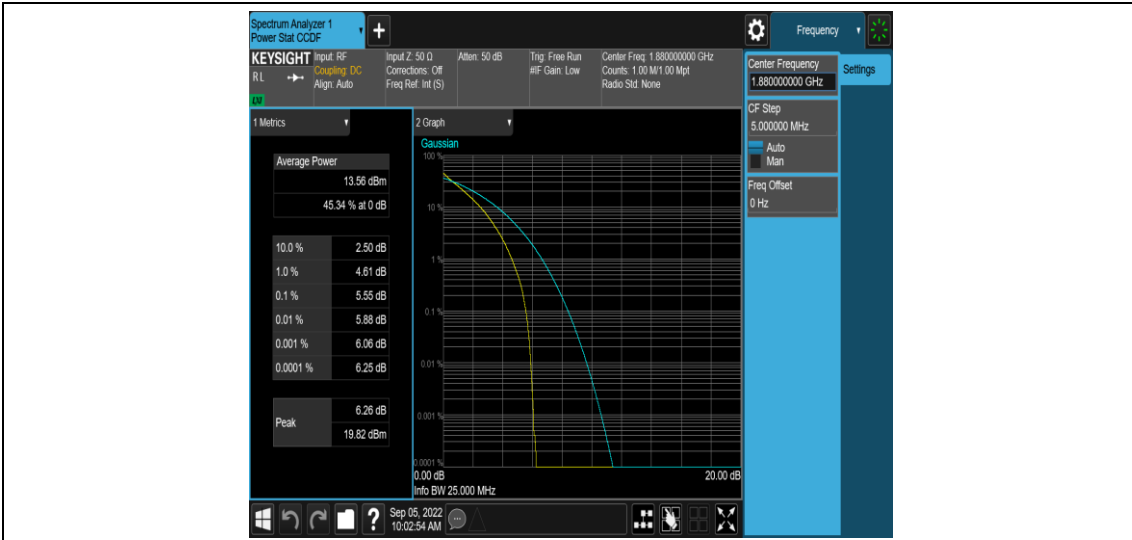 Spectrum Analyzer 1
Power Stat CCDF
+
Frequency
KEYSIGHT
RL
Input: RF
Coupling: DC
Align: Auto
Input Z: 50 Ω
Corrections: Off
Freq Ref: Int (S)
Atten: 50 dB
Trig: Free Run
#IF Gain: Low
Center Freq: 1.880000000 GHz
Counts: 1.00 M/1.00 Mpt
Radio Std: None
Center Frequency
1.880000000 GHz
Settings
CF Step
5.000000 MHz
Auto
Man
Freq Offset
0 Hz
1 Metrics
Average Power
13.56 dBm
45.34 % at 0 dB
10.0 % 2.50 dB
1.0 % 4.61 dB
0.1 % 5.55 dB
0.01 % 5.88 dB
0.001 % 6.06 dB
0.0001 % 6.25 dB
Peak
6.26 dB
19.82 dBm
2 Graph
Gaussian
100 %
10 %
1 %
0.1 %
0.01 %
0.001 %
0.0001 %
0.00 dB
20.00 dB
Info BW 25.000 MHz
?
Sep 05, 2022
10:02:54 AM